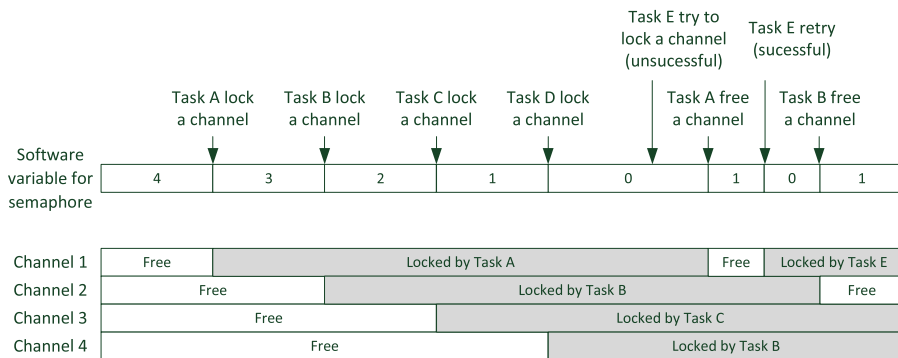 Task E try to
lock a channel
(unsucessful)
Task E retry
(sucessful)
Task A lock
a channel
Task B lock
a channel
Task C lock
a channel
Task D lock
a channel
Task A free
a channel
Task B free
a channel
Software
variable for
semaphore
4 3 2 1 0 1 0 1
Channel 1 Free Locked by Task A Free Locked by Task E
Channel 2 Free Locked by Task B Free
Channel 3 Free Locked by Task C
Channel 4 Free Locked by Task B